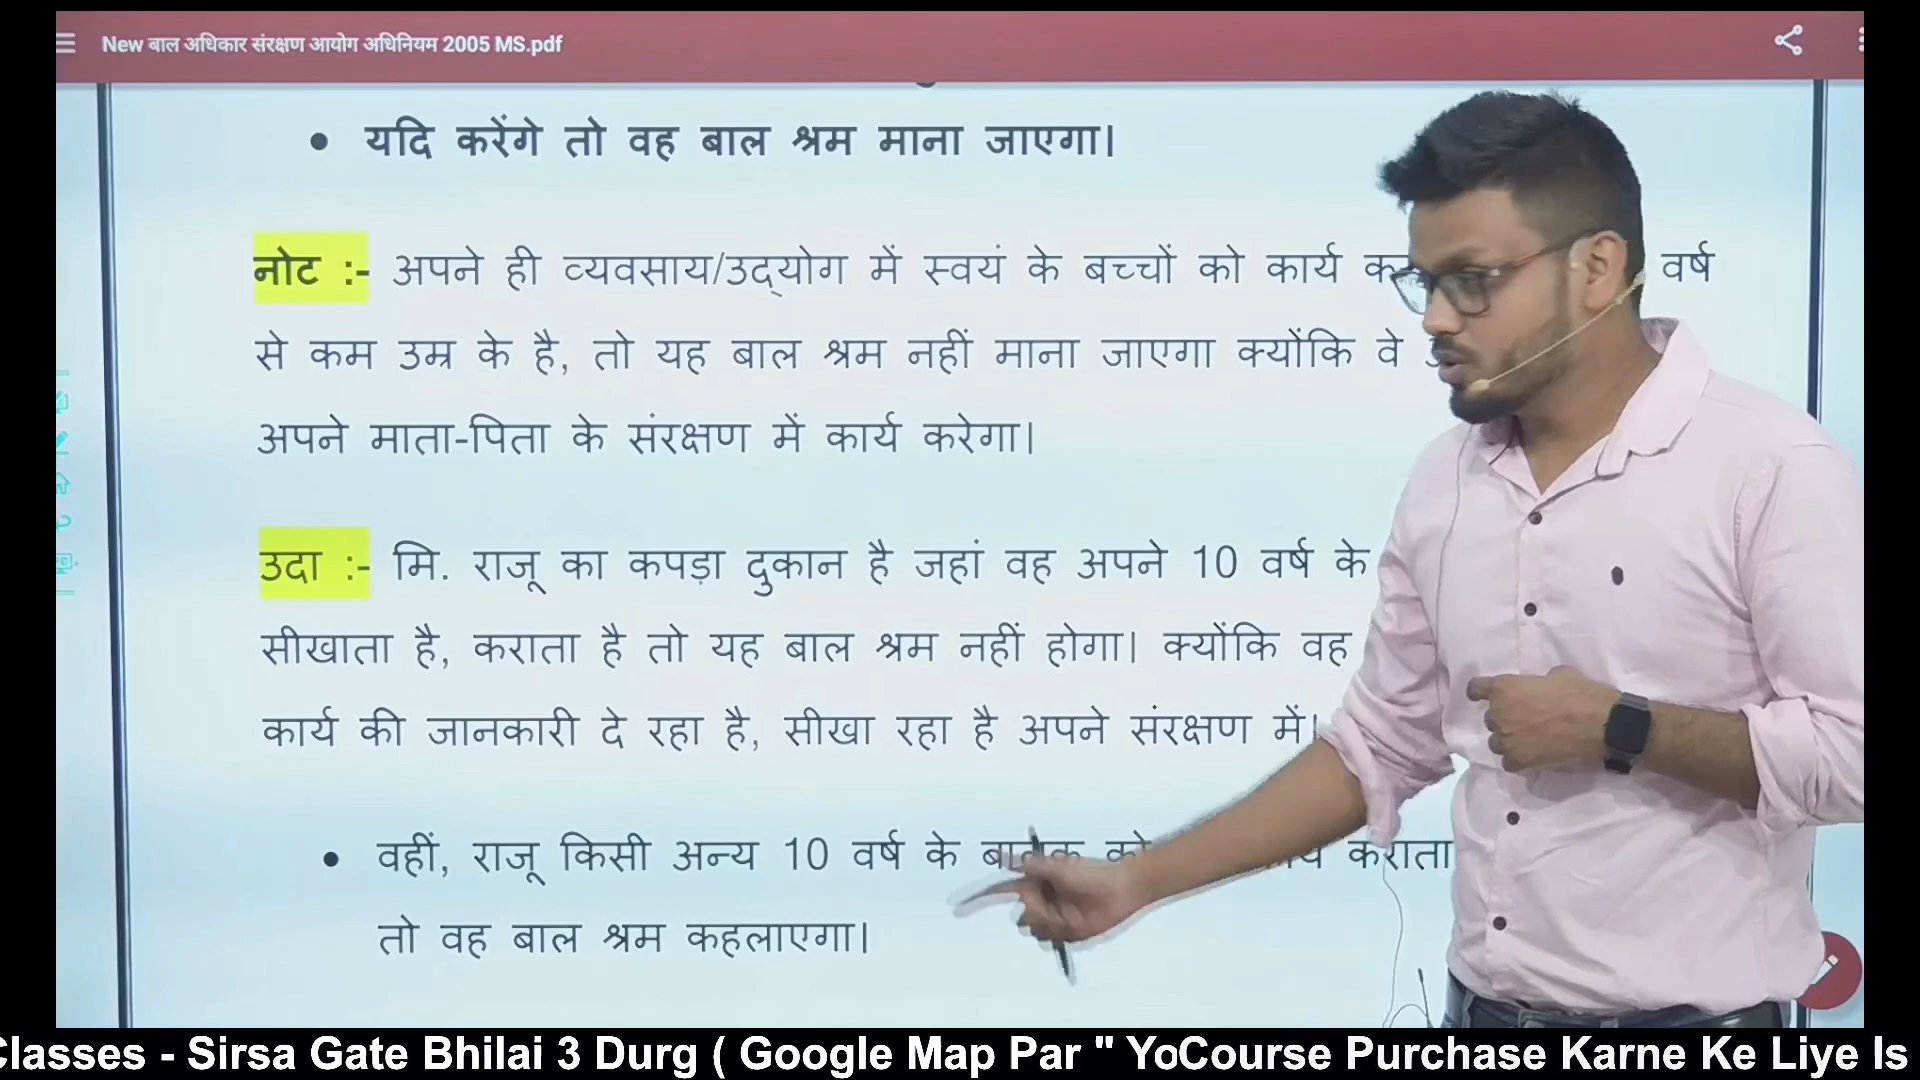 New बाल अधिकार संरक्षण आयोग अधिनियम 2005 MS.pdf
• यदि करेंगे तो वह बाल श्रम माना जाएगा।
नोट :- अपने ही व्यवसाय/उद्योग में स्वयं के बच्चों को कार्य वर्ष
से कम उम्र के है, तो यह बाल श्रम नहीं माना जाएगा क्योंकि वे
अपने माता-पिता के संरक्षण में कार्य करेगा।
उदा :- मि. राजू का कपड़ा दुकान है जहां वह अपने 10 वर्ष के
सीखाता है, कराता है तो यह बाल श्रम नहीं होगा। क्योंकि वह
कार्य की जानकारी दे रहा है, सीखा रहा है अपने संरक्षण में।
• वहीं, राजू किसी अन्य 10 वर्ष के को कराता
तो वह बाल श्रम कहलाएगा।
Classes - Sirsa Gate Bhilai 3 Durg ( Google Map Par " YoCourse Purchase Karne Ke Liye Is